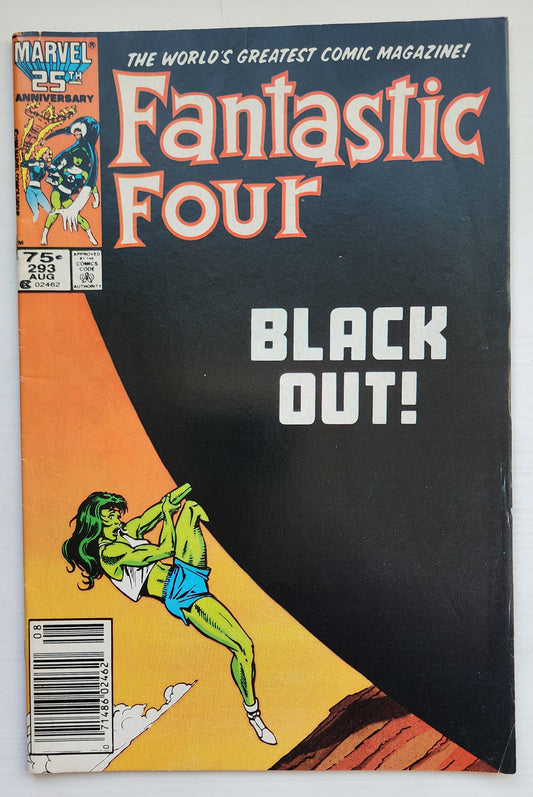 MARVEL®
25TH
ANNIVERSARY
THE WORLD'S GREATEST COMIC MAGAZINE!
FANTASTIC
FOUR
75¢
293
AUG
02462
APPROVED
BY THE
COMICS
CODE
AUTHORITY
BLACK
OUT!
08
0 71486 02462